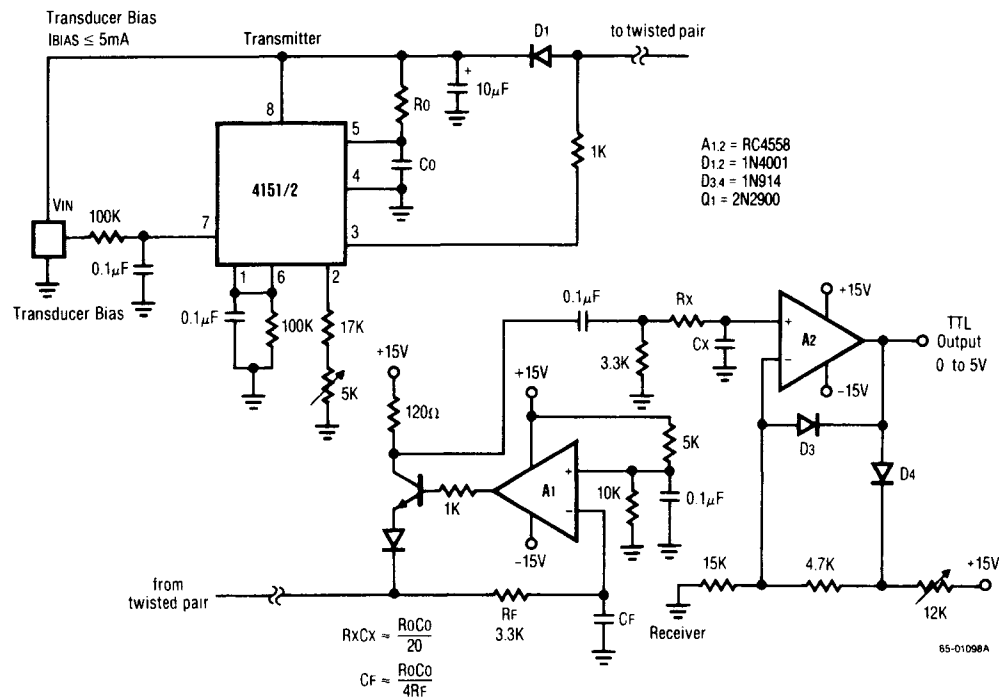 Transducer Bias
IBIAS ≤ 5mA
Transmitter
D1
to twisted pair
8
RO
+
10μF
5
CO
4
1K
A1,2 = RC4558
D1,2 = 1N4001
D3,4 = 1N914
Q1 = 2N2900
4151/2
VIN
100K
7
3
0.1μF
Transducer Bias
1
6
2
0.1μF
100K
17K
5K
+15V
120Ω
0.1μF
RX
3.3K
CX
+15V
+
A2
−
−15V
TTL
Output
0 to 5V
+15V
5K
D3
D4
1K
A1
+
−
10K
0.1μF
−15V
from
twisted pair
RF
3.3K
CF
15K
4.7K
+15V
12K
Receiver
RXCX ≈ ROCO
20
CF ≈ ROCO
4RF
65-01098A